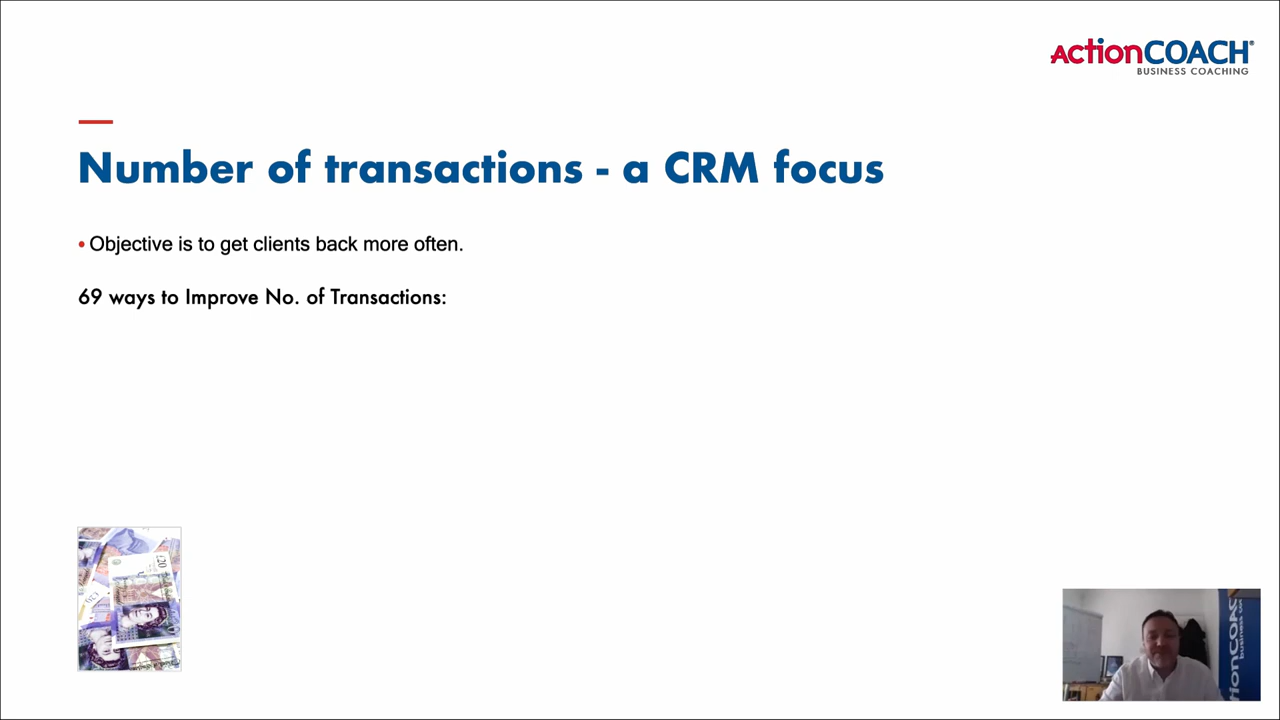 ActionCOACH®
BUSINESS COACHING
Number of transactions - a CRM focus
• Objective is to get clients back more often.
69 ways to Improve No. of Transactions:
£20